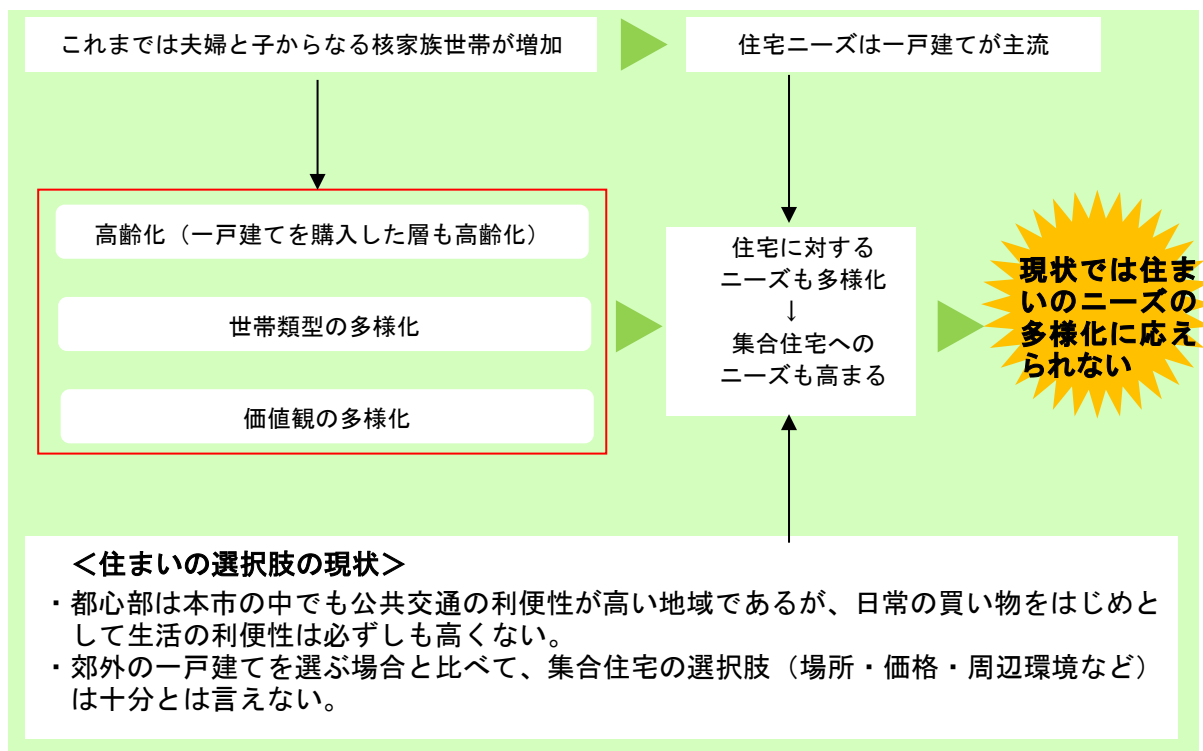 これまでは夫婦と子からなる核家族世帯が増加
住宅ニーズは一戸建てが主流
高齢化（一戸建てを購入した層も高齢化）
世帯類型の多様化
価値観の多様化
住宅に対する
ニーズも多様化
↓
集合住宅への
ニーズも高まる
現状では住ま
いのニーズの
多様化に応え
られない
＜住まいの選択肢の現状＞
・都心部は本市の中でも公共交通の利便性が高い地域であるが、日常の買い物をはじめと
して生活の利便性は必ずしも高くない。
・郊外の一戸建てを選ぶ場合と比べて、集合住宅の選択肢（場所・価格・周辺環境など）
は十分とは言えない。